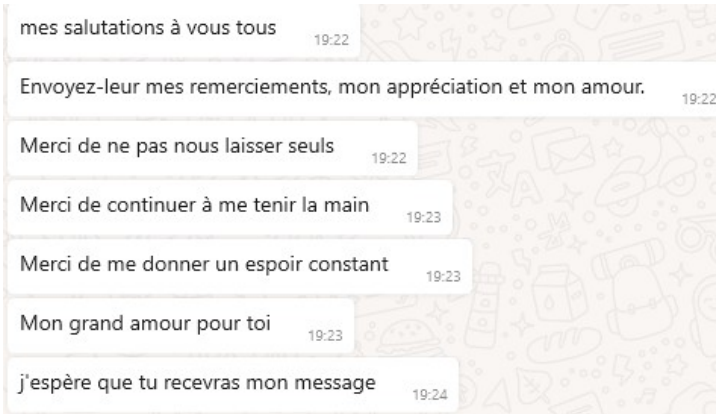 mes salutations à vous tous
19:22
Envoyez-leur mes remerciements, mon appréciation et mon amour.
19:22
Merci de ne pas nous laisser seuls
19:22
Merci de continuer à me tenir la main
19:23
Merci de me donner un espoir constant
19:23
Mon grand amour pour toi
19:23
j'espère que tu recevras mon message
19:24